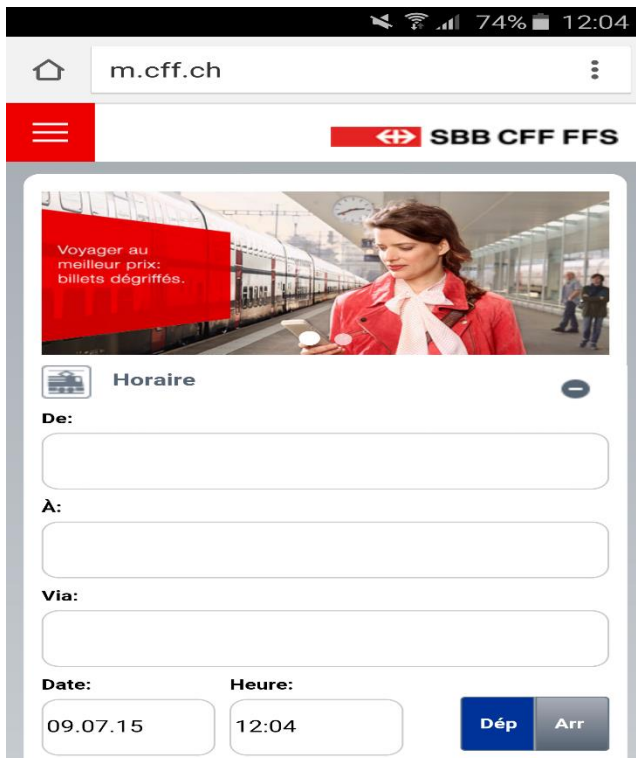 74% 12:04
m.cff.ch
SBB CFF FFS
Voyager au
meilleur prix:
billets dégriffés.
Horaire
De:
À:
Via:
Date: Heure:
09.07.15 12:04 Dép Arr